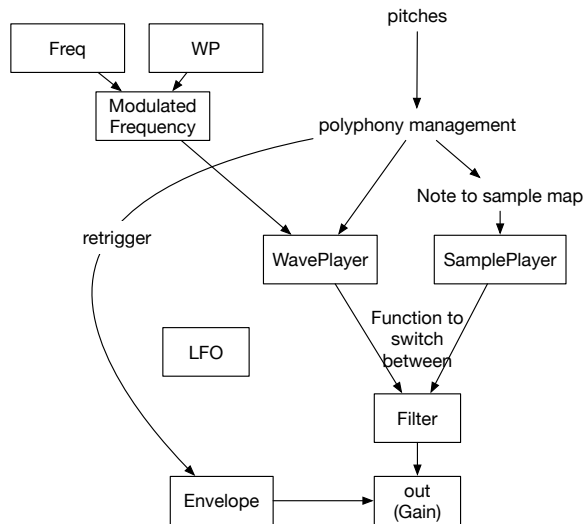 pitches
Freq
WP
Modulated
Frequency
polyphony management
Note to sample map
retrigger
WavePlayer
SamplePlayer
Function to
switch
between
LFO
Filter
Envelope
out
(Gain)